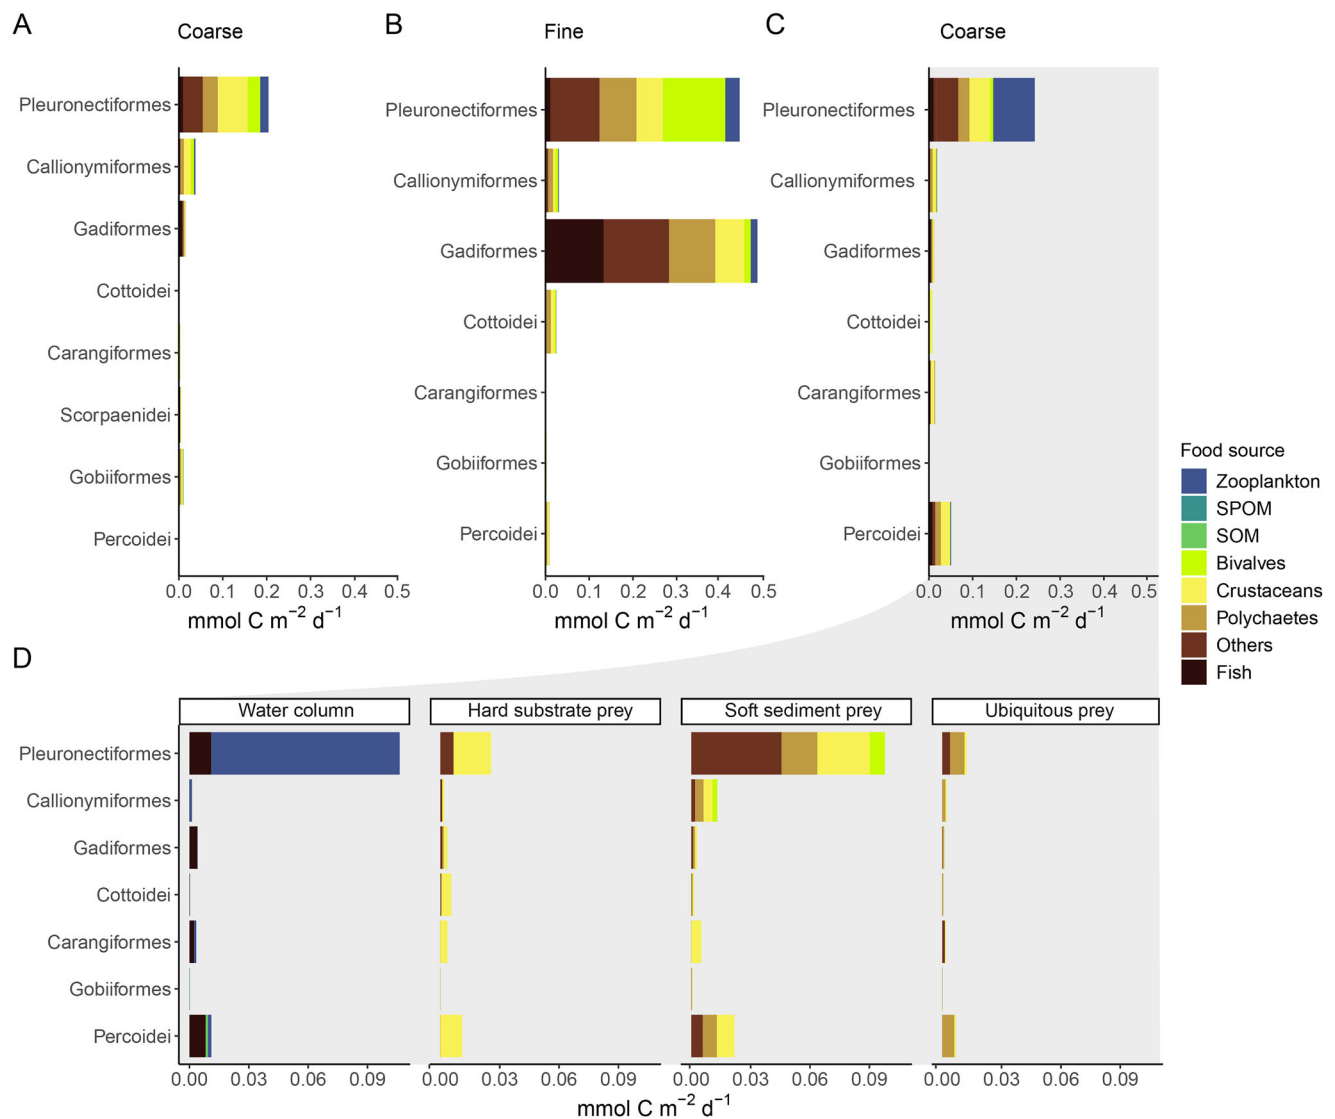 A
Coarse
Pleuronectiformes
Callionymiformes
Gadiformes
Cottoidei
Carangiformes
Scorpaenidei
Gobiiformes
Percoidei
0.0 0.1 0.2 0.3 0.4 0.5
mmol C m⁻² d⁻¹
B
Fine
Pleuronectiformes
Callionymiformes
Gadiformes
Cottoidei
Carangiformes
Gobiiformes
Percoidei
0.0 0.1 0.2 0.3 0.4 0.5
mmol C m⁻² d⁻¹
C
Coarse
Pleuronectiformes
Callionymiformes
Gadiformes
Cottoidei
Carangiformes
Gobiiformes
Percoidei
0.0 0.1 0.2 0.3 0.4 0.5
mmol C m⁻² d⁻¹
Food source
Zooplankton
SPOM
SOM
Bivalves
Crustaceans
Polychaetes
Others
Fish
D
Water column Hard substrate prey Soft sediment prey Ubiquitous prey
Pleuronectiformes
Callionymiformes
Gadiformes
Cottoidei
Carangiformes
Gobiiformes
Percoidei
0.00 0.03 0.06 0.09 0.00 0.03 0.06 0.09 0.00 0.03 0.06 0.09 0.00 0.03 0.06 0.09
mmol C m⁻² d⁻¹